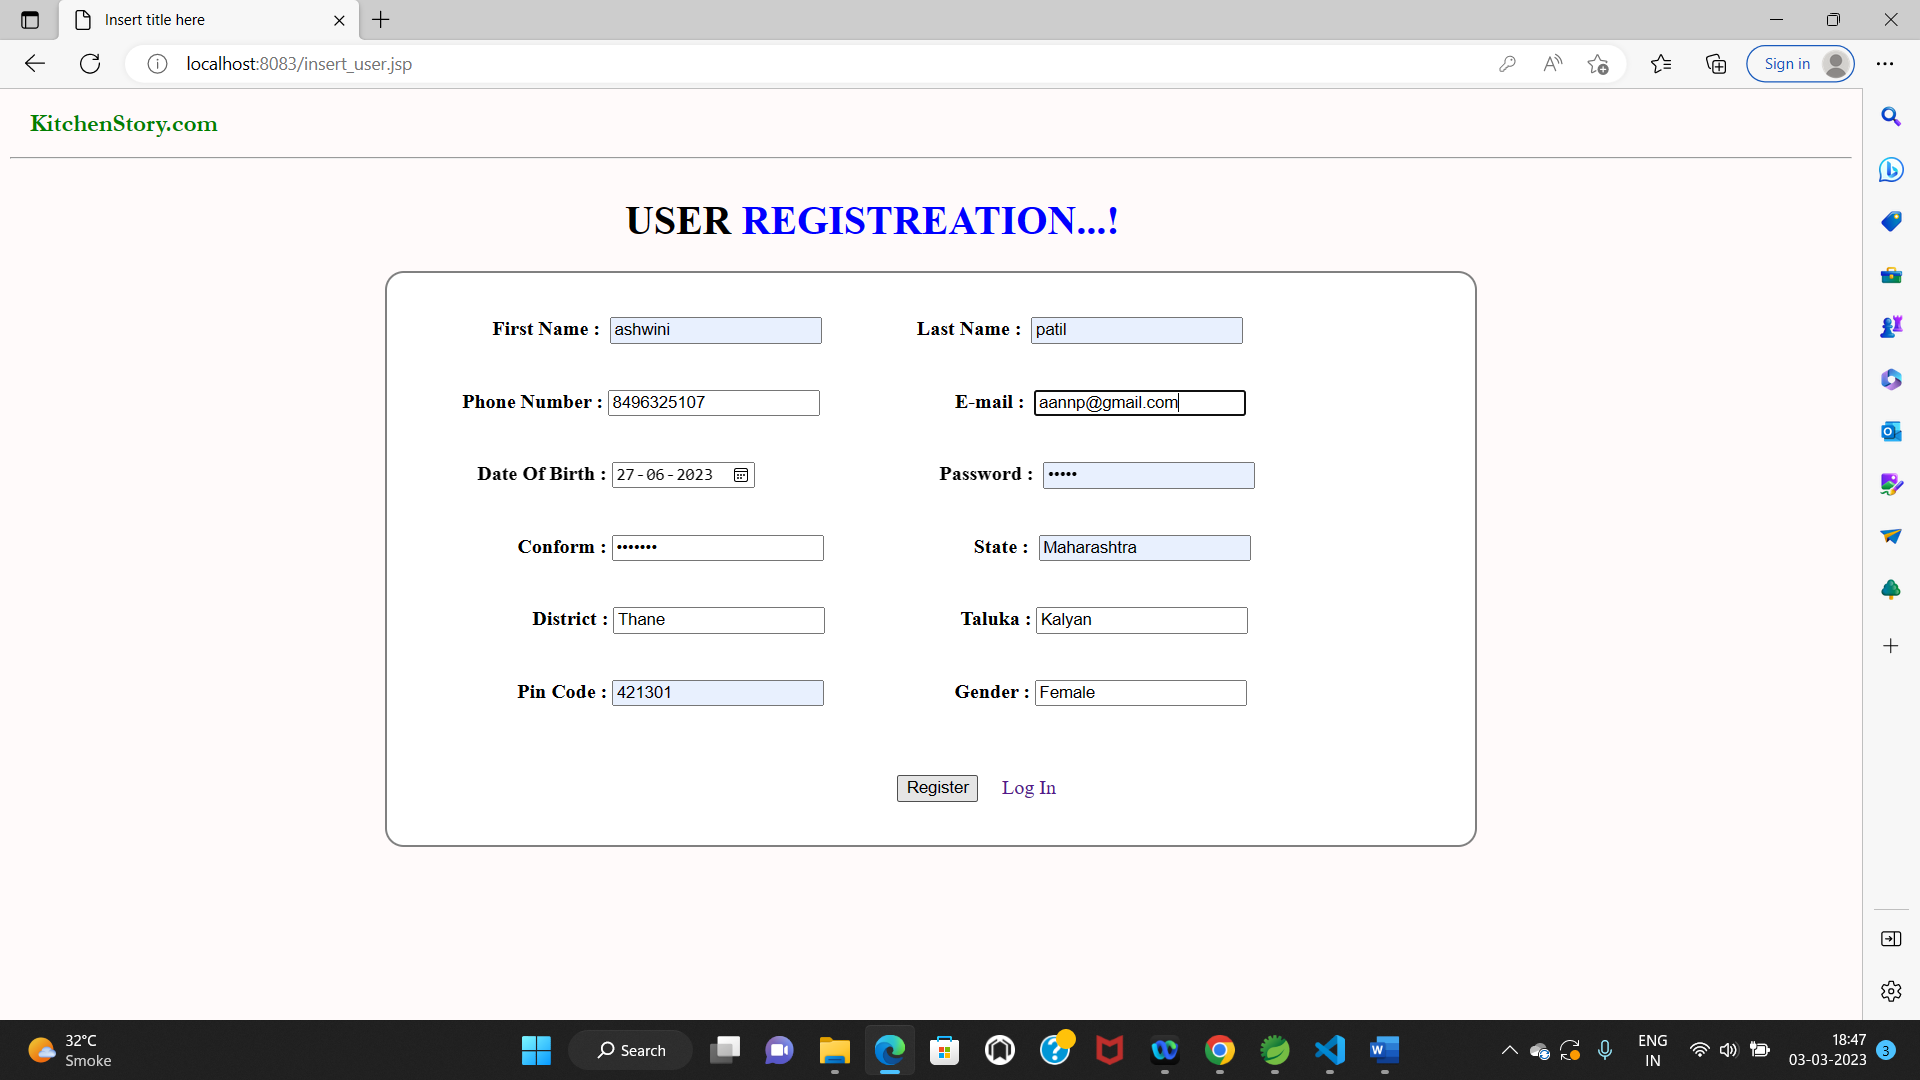 Insert title here
localhost:8083/insert_user.jsp
Sign in
KitchenStory.com
USER REGISTREATION...!
First Name : ashwini Last Name : patil
Phone Number : 8496325107 E-mail : aannp@gmail.com
Date Of Birth : 27-06-2023 Password : •••••
Conform : ••••••• State : Maharashtra
District : Thane Taluka : Kalyan
Pin Code : 421301 Gender : Female
Register Log In
32°C
Smoke
Search
ENG
IN
18:47
03-03-2023
3